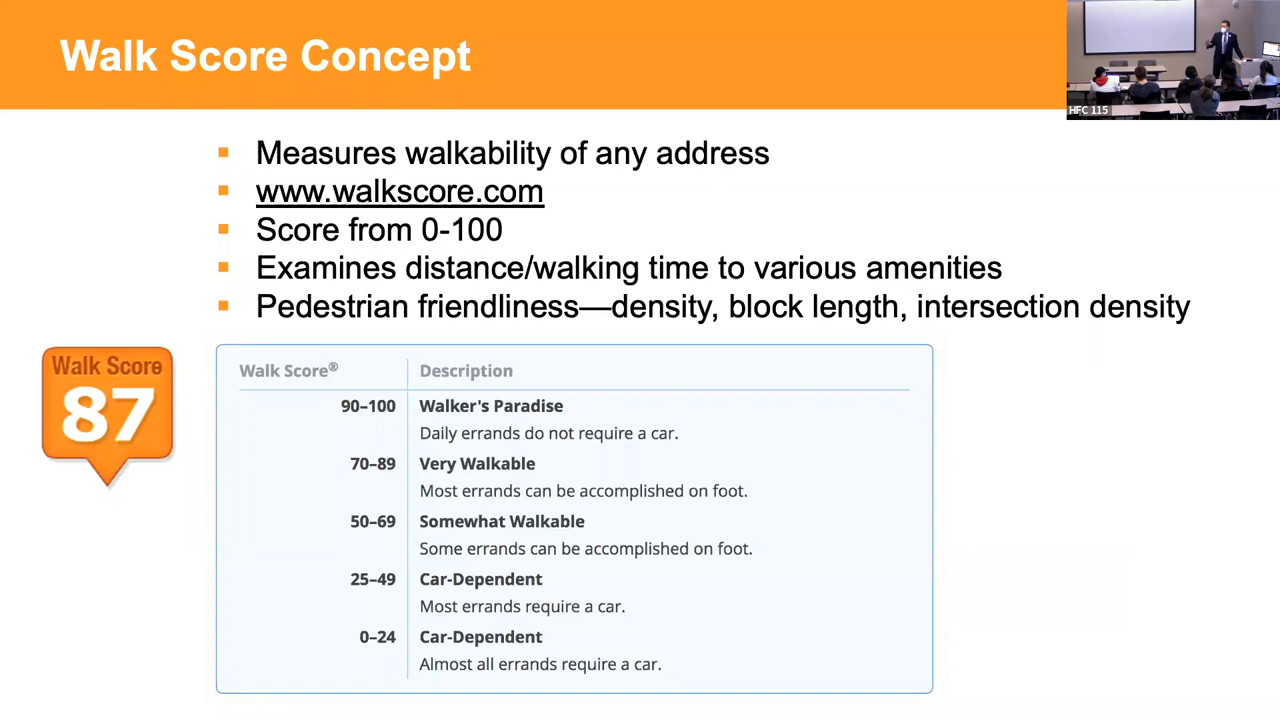 Walk Score Concept
HFC 115
Measures walkability of any address
www.walkscore.com
Score from 0-100
Examines distance/walking time to various amenities
Pedestrian friendliness—density, block length, intersection density
Walk Score
87
Walk Score® Description
90–100 Walker's Paradise
Daily errands do not require a car.
70–89 Very Walkable
Most errands can be accomplished on foot.
50–69 Somewhat Walkable
Some errands can be accomplished on foot.
25–49 Car-Dependent
Most errands require a car.
0–24 Car-Dependent
Almost all errands require a car.